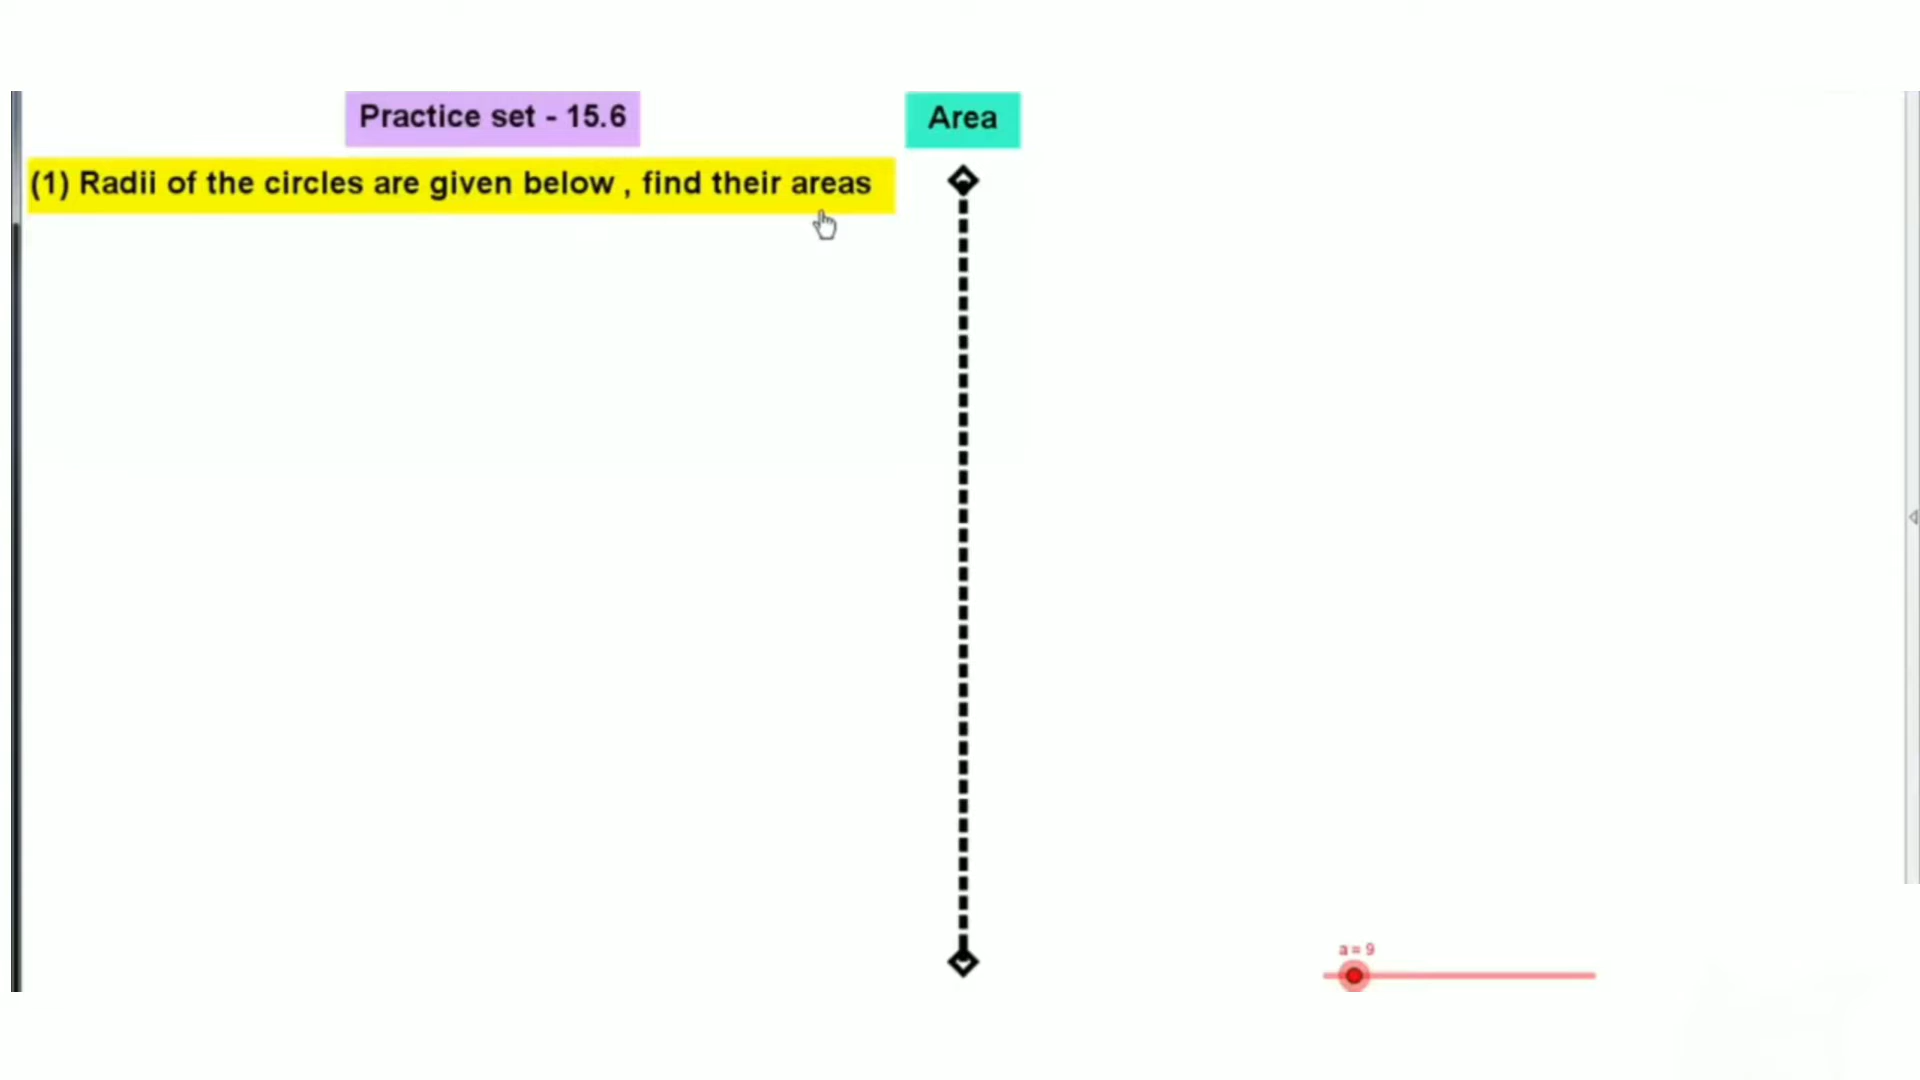 Practice set - 15.6
Area
(1) Radii of the circles are given below , find their areas
a = 9